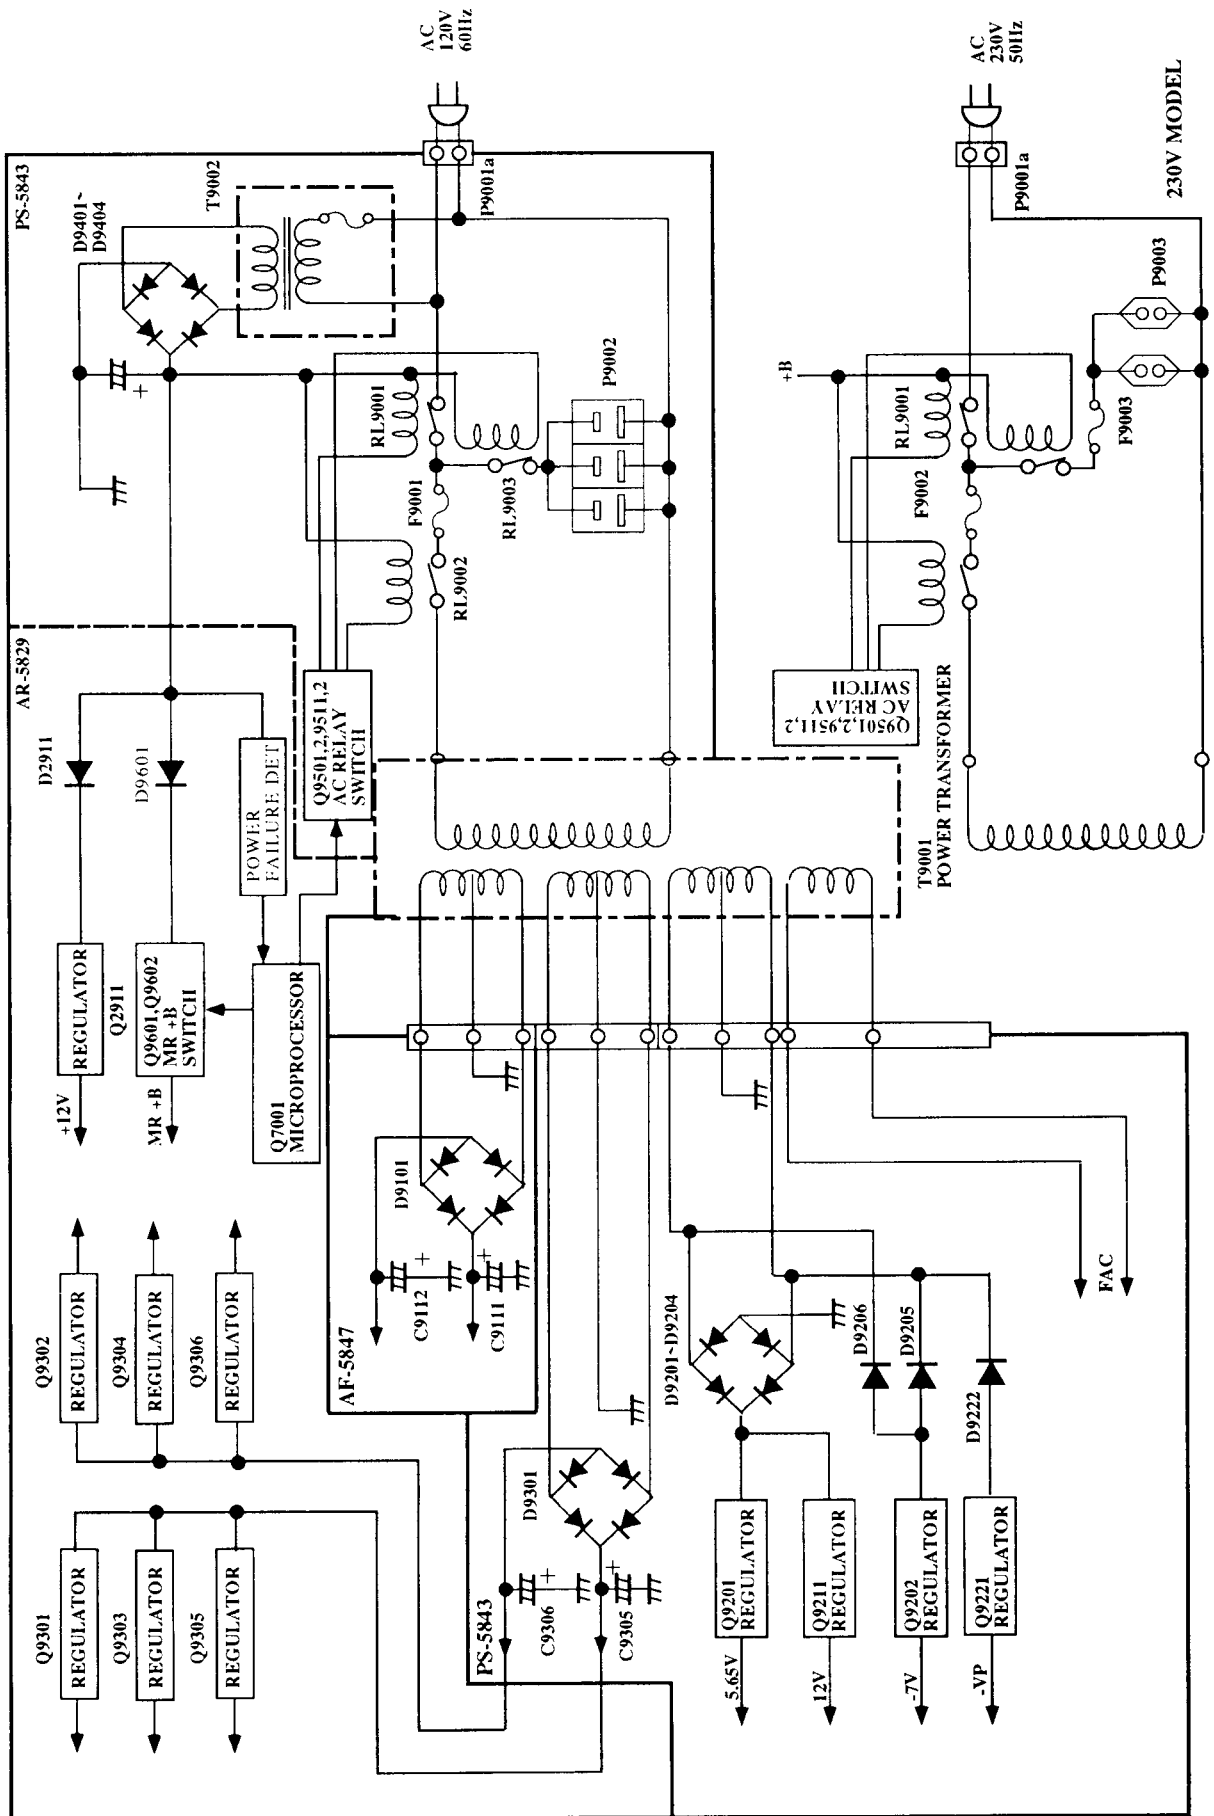 AC
120V
60Hz
AC
230V
50Hz
PS-5843
T9002
D9401~
D9404
P9001a
P9001a
230V MODEL
P9002
P9003
+
RL9001
+B
RL9001
F9003
F9001
RL9003
F9002
RL9002
AR-5829
D2911
D9601
POWER
FAILURE DET
Q9501,2,9511,2
AC RELAY
SWITCH
Q9501,2,9511,2
AC RELAY
SWITCH
T9001
POWER TRANSFORMER
REGULATOR
Q2911
Q9601,Q9602
MR +B
SWITCH
Q7001
MICROPROCESSOR
+12V
MR +B
D9101
+
+
C9112
C9111
AF-5847
FAC
Q9302
REGULATOR
Q9304
REGULATOR
Q9306
REGULATOR
D9201~D9204
D9206
D9205
D9222
Q9301
REGULATOR
Q9303
REGULATOR
Q9305
REGULATOR
D9301
+
+
C9306
C9305
PS-5843
Q9201
REGULATOR
Q9211
REGULATOR
Q9202
REGULATOR
Q9221
REGULATOR
5.65V
12V
-7V
-VP